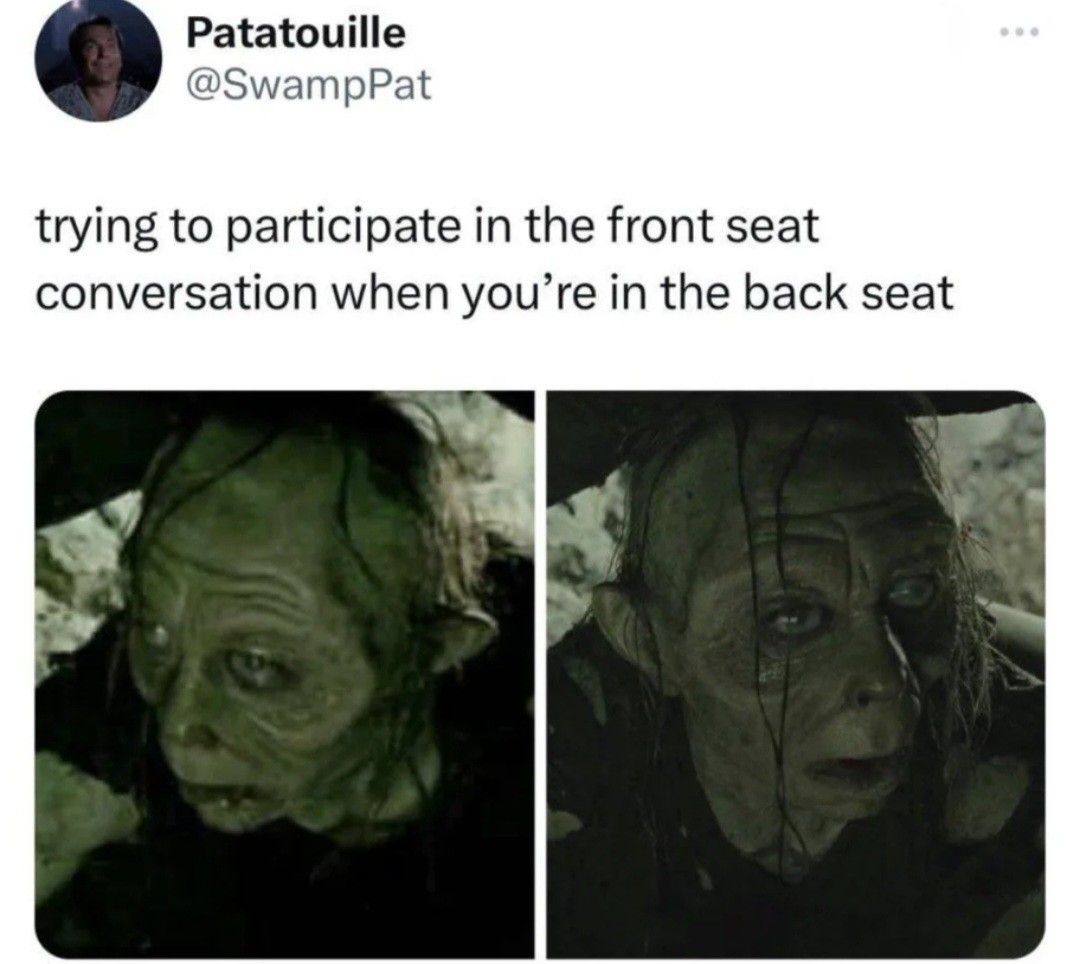 Patatouille
@SwampPat
trying to participate in the front seat
conversation when you’re in the back seat